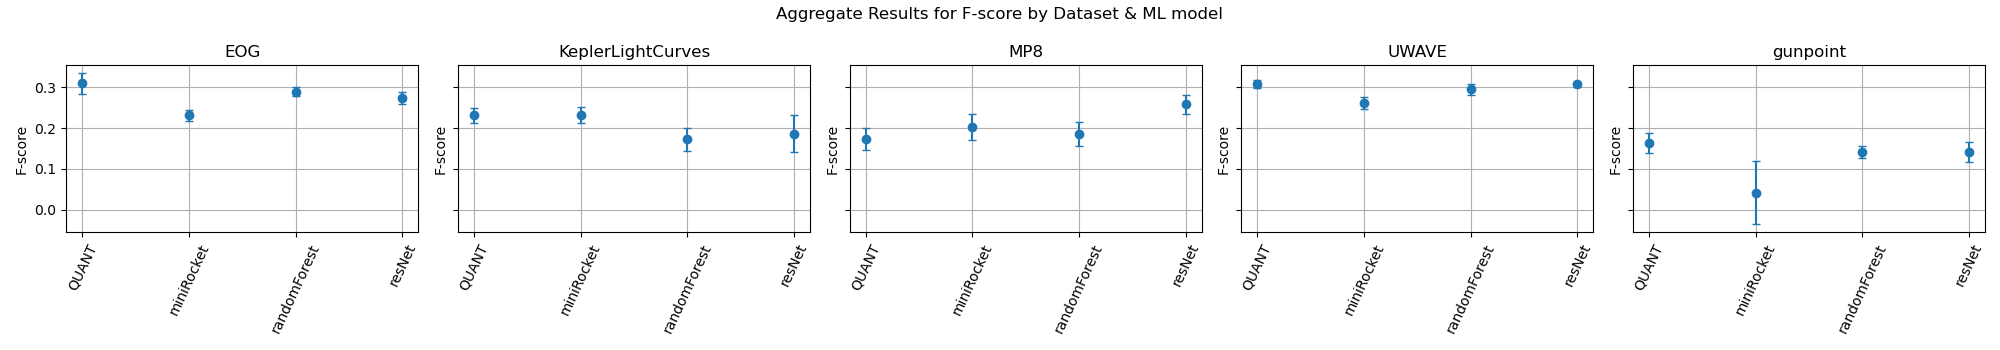 Aggregate Results for F-score by Dataset & ML model
EOG
KeplerLightCurves
MP8
UWAVE
gunpoint
F-score
0.3
0.2
0.1
0.0
F-score
F-score
F-score
F-score
QUANT
miniRocket
randomForest
resNet
QUANT
miniRocket
randomForest
resNet
QUANT
miniRocket
randomForest
resNet
QUANT
miniRocket
randomForest
resNet
QUANT
miniRocket
randomForest
resNet